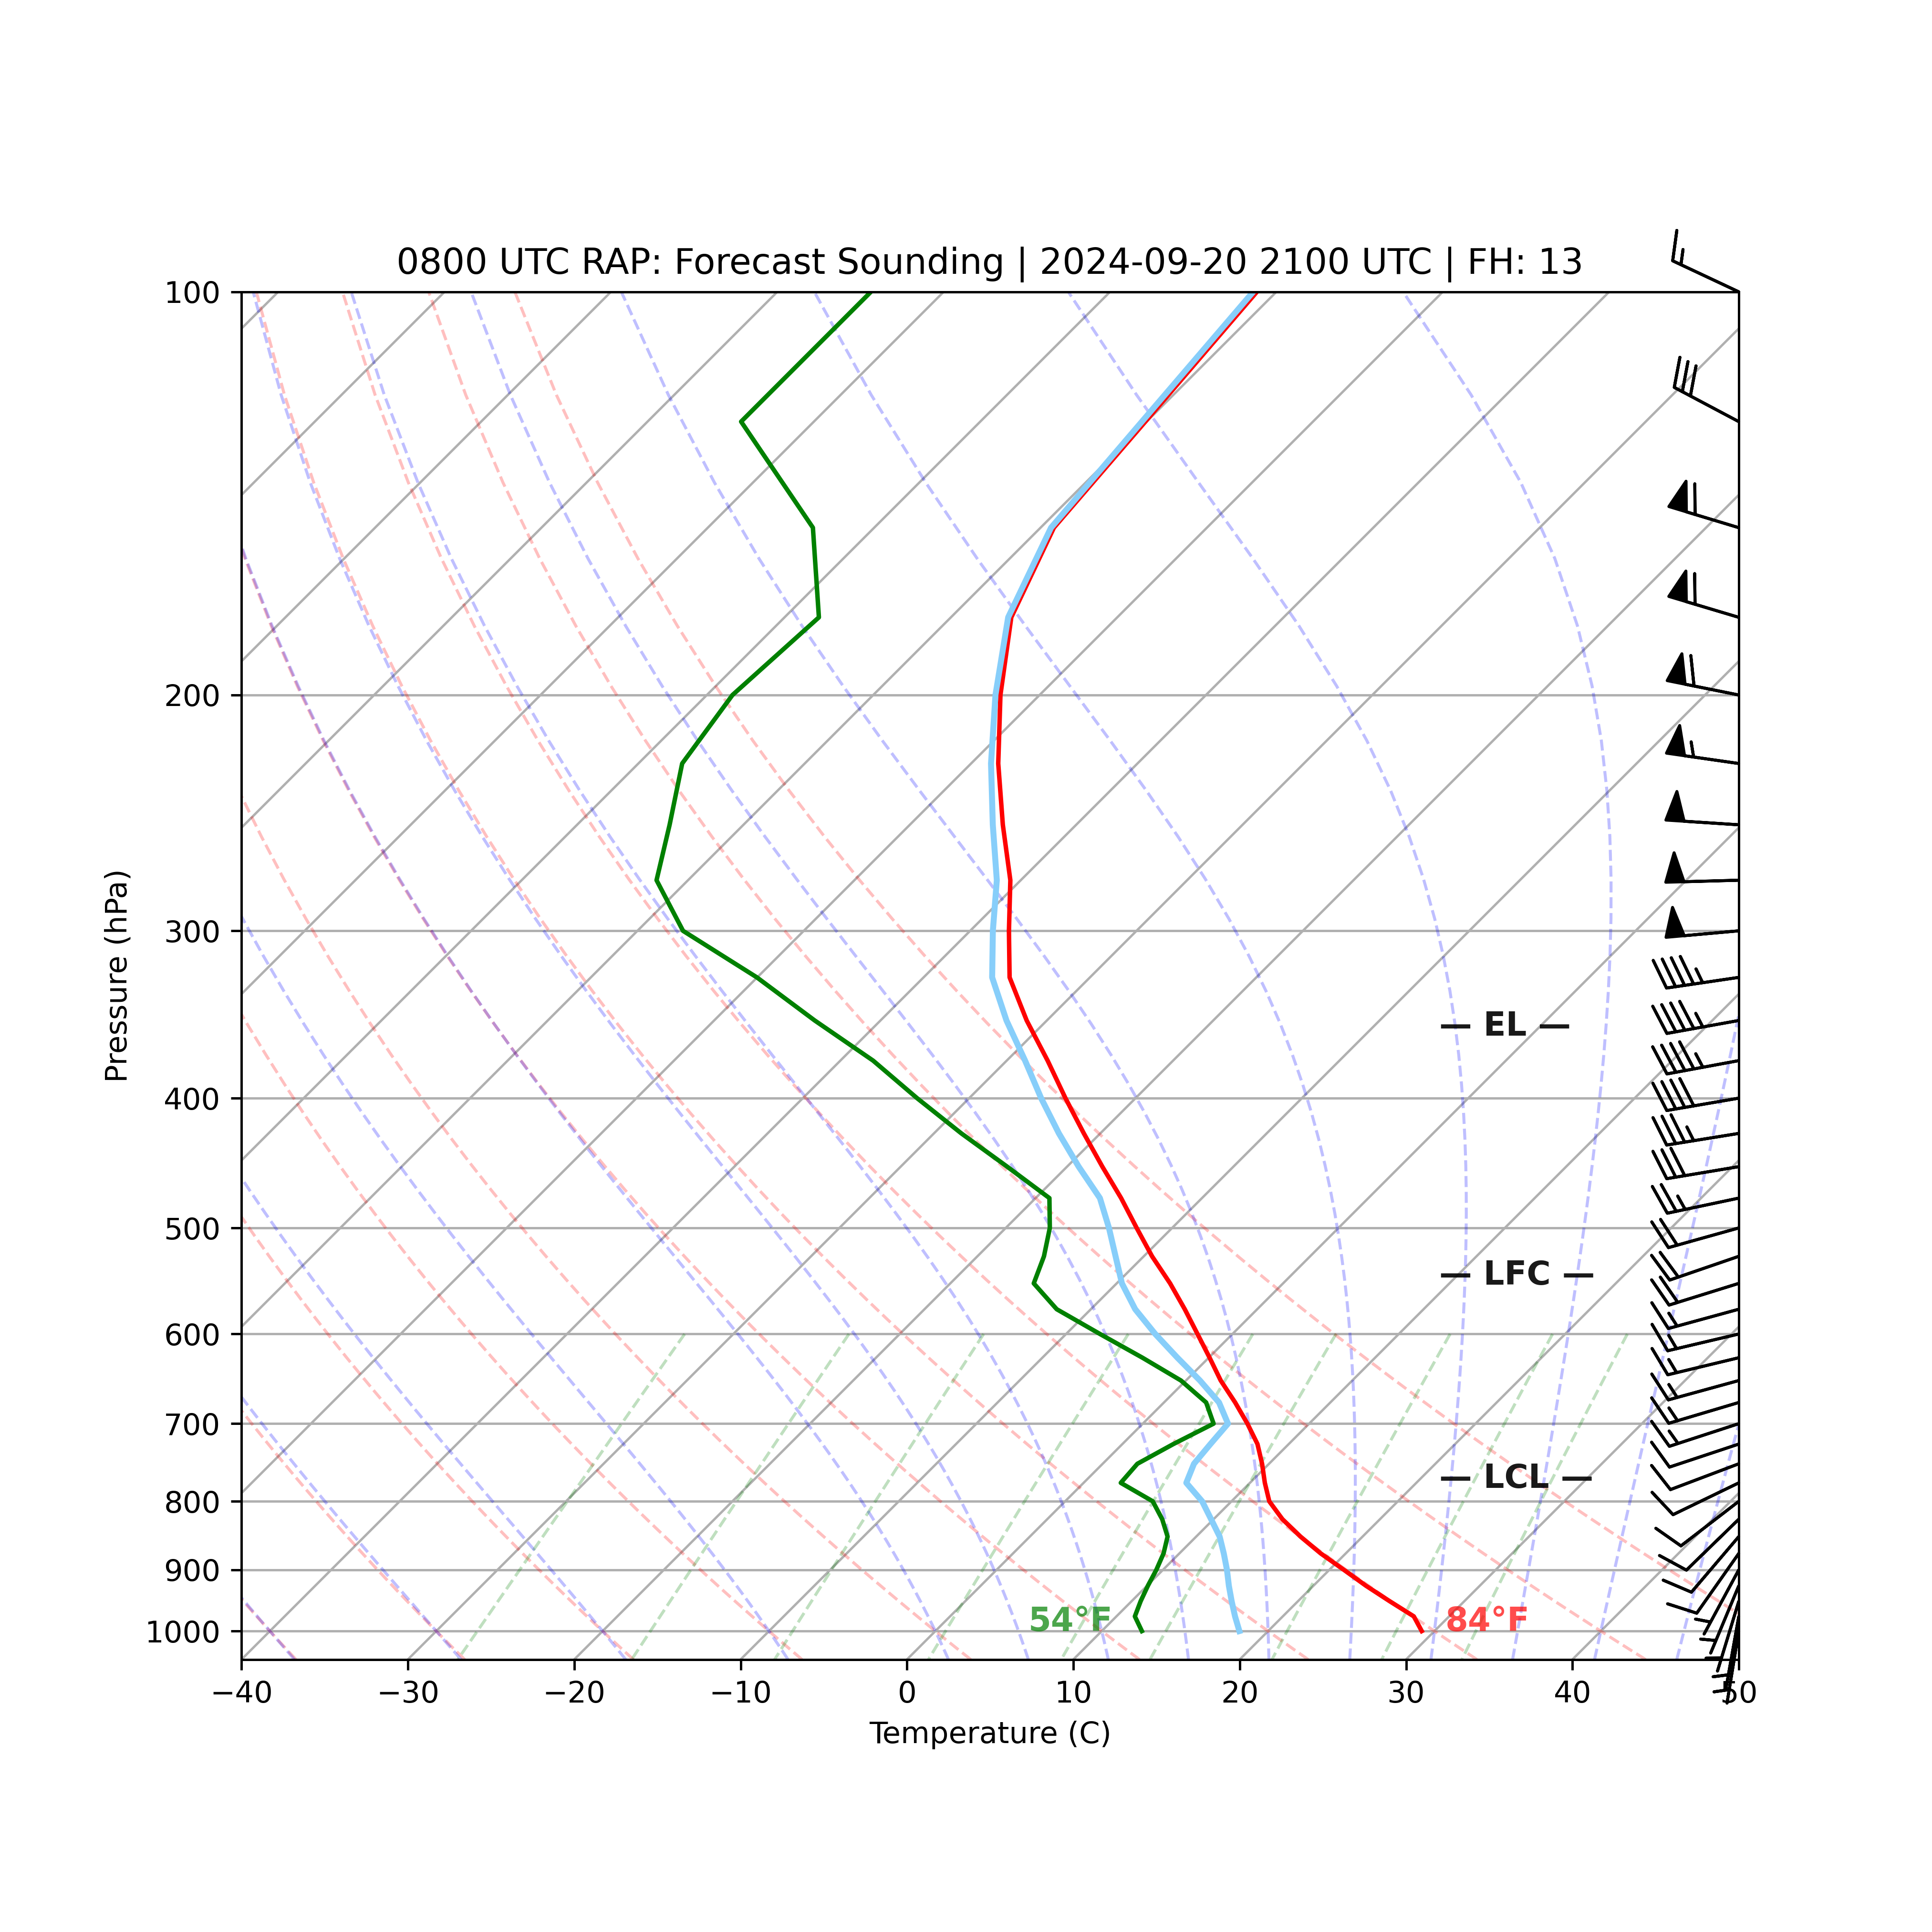 0800 UTC RAP: Forecast Sounding | 2024-09-20 2100 UTC | FH: 13
100
200
300
400
500
600
700
800
900
1000
Pressure (hPa)
— EL —
— LFC —
— LCL —
54°F
84°F
−40 −30 −20 −10 0 10 20 30 40 50
Temperature (C)